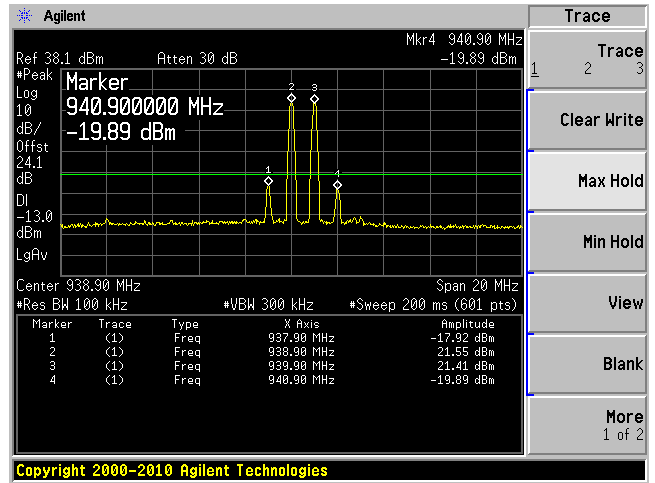 Agilent
Trace
Mkr4 940.90 MHz
Ref 38.1 dBm Atten 30 dB -19.89 dBm
#Peak
Log
10
dB/
Offst
24.1
dB
DI
-13.0
dBm
LgAv
Marker
940.900000 MHz
-19.89 dBm
1
2
3
4
Center 938.90 MHz Span 20 MHz
#Res BW 100 kHz #VBW 300 kHz #Sweep 200 ms (601 pts)
Marker Trace Type X Axis Amplitude
1 (1) Freq 937.90 MHz -17.92 dBm
2 (1) Freq 938.90 MHz 21.55 dBm
3 (1) Freq 939.90 MHz 21.41 dBm
4 (1) Freq 940.90 MHz -19.89 dBm
Trace
1 2 3
Clear Write
Max Hold
Min Hold
View
Blank
More
1 of 2
Copyright 2000-2010 Agilent Technologies